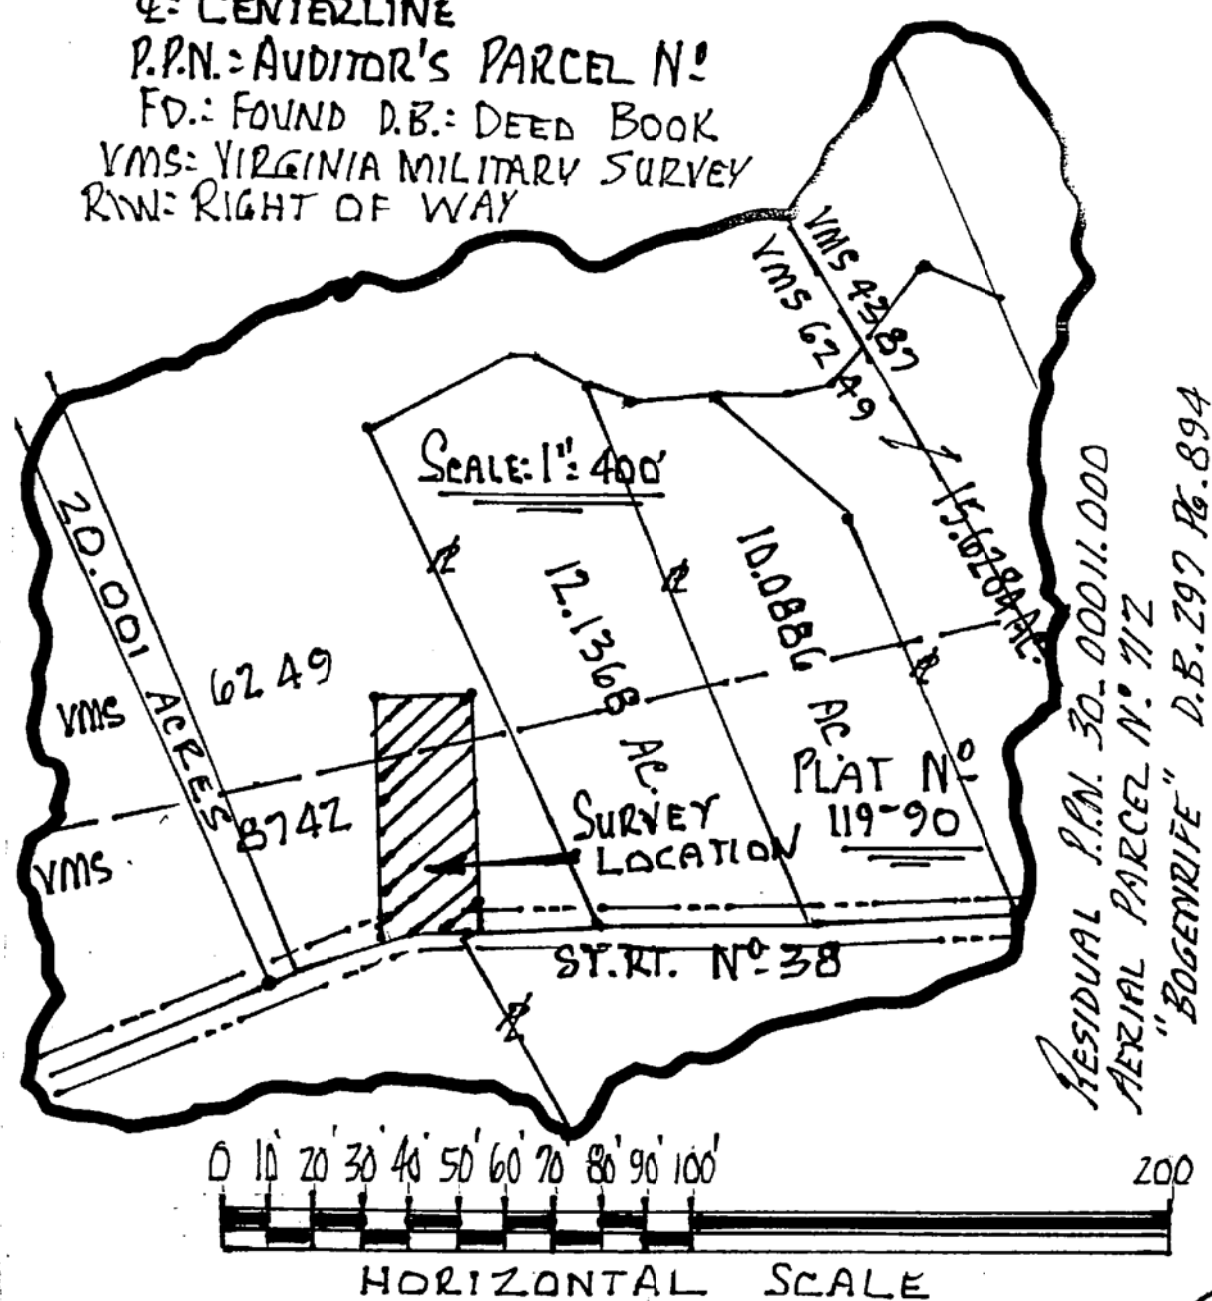 ℄: CENTERLINE
P.P.N.: AUDITOR'S PARCEL Nº
FD.: FOUND D.B.: DEED BOOK
VMS: VIRGINIA MILITARY SURVEY
R/W: RIGHT OF WAY
VMS 4387
VMS 6249
SCALE: 1": 400'
20.001 ACRES
12.1368 AC.
10.0886 AC.
15.6284 AC.
VMS 6249
VMS 8742
SURVEY
LOCATION
PLAT Nº
119-90
ST. RT. Nº 38
RESIDUAL P.P.N. 30-00011.000
AERIAL PARCEL Nº 712
"BOGENRIFE" D.B. 297 PG. 894
0 10' 20' 30' 40' 50' 60' 70' 80' 90' 100' 200
HORIZONTAL SCALE